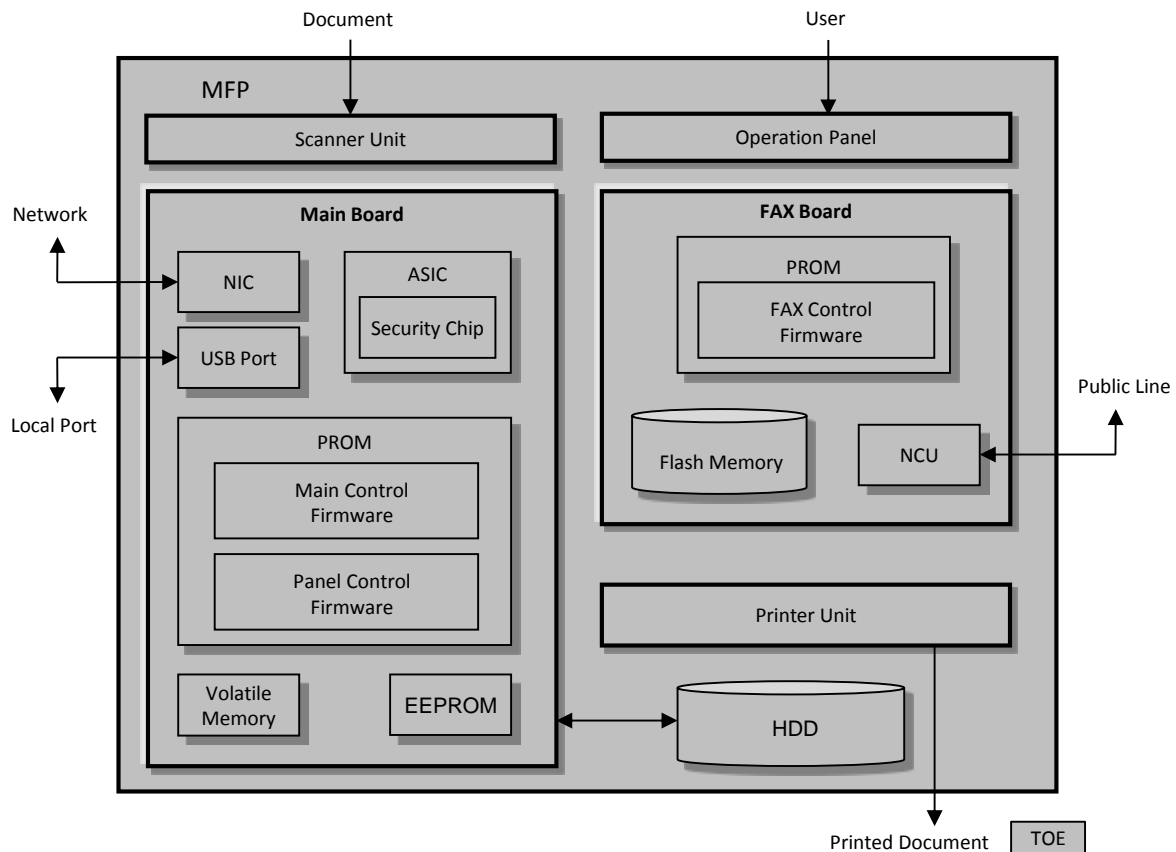 Document
User
MFP
Scanner Unit
Operation Panel
Main Board
FAX Board
Network
NIC
ASIC
Security Chip
USB Port
Local Port
PROM
FAX Control
Firmware
Public Line
Flash Memory
NCU
PROM
Main Control
Firmware
Panel Control
Firmware
Printer Unit
Volatile
Memory
EEPROM
HDD
Printed Document
TOE